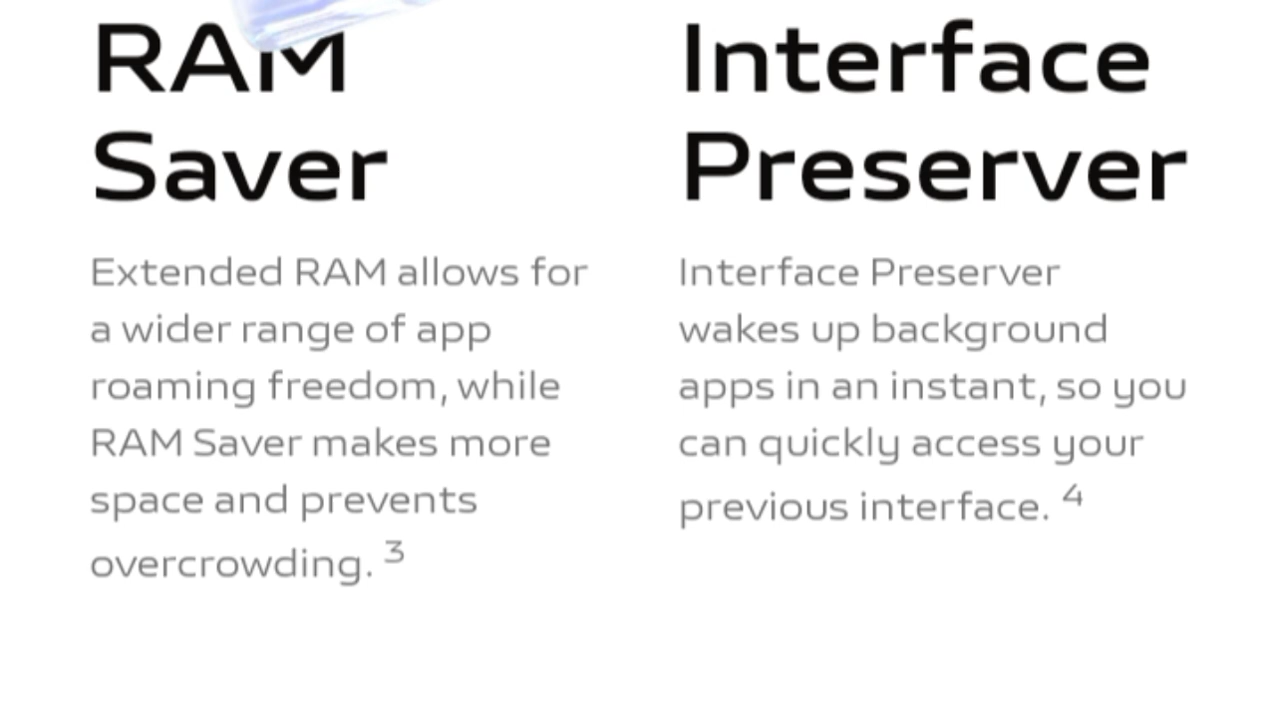 RAM
Saver
Extended RAM allows for
a wider range of app
roaming freedom, while
RAM Saver makes more
space and prevents
overcrowding. 3
Interface
Preserver
Interface Preserver
wakes up background
apps in an instant, so you
can quickly access your
previous interface. 4